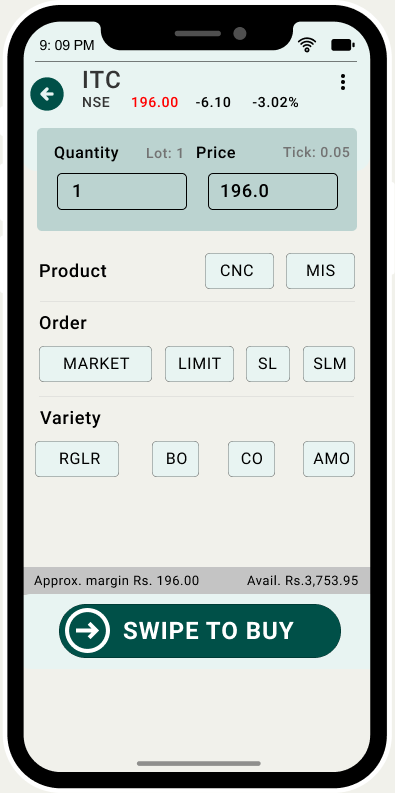 9: 09 PM
ITC
NSE 196.00 -6.10 -3.02%
Quantity Lot: 1 Price Tick: 0.05
1 196.0
Product CNC MIS
Order
MARKET LIMIT SL SLM
Variety
RGLR BO CO AMO
Approx. margin Rs. 196.00 Avail. Rs.3,753.95
SWIPE TO BUY